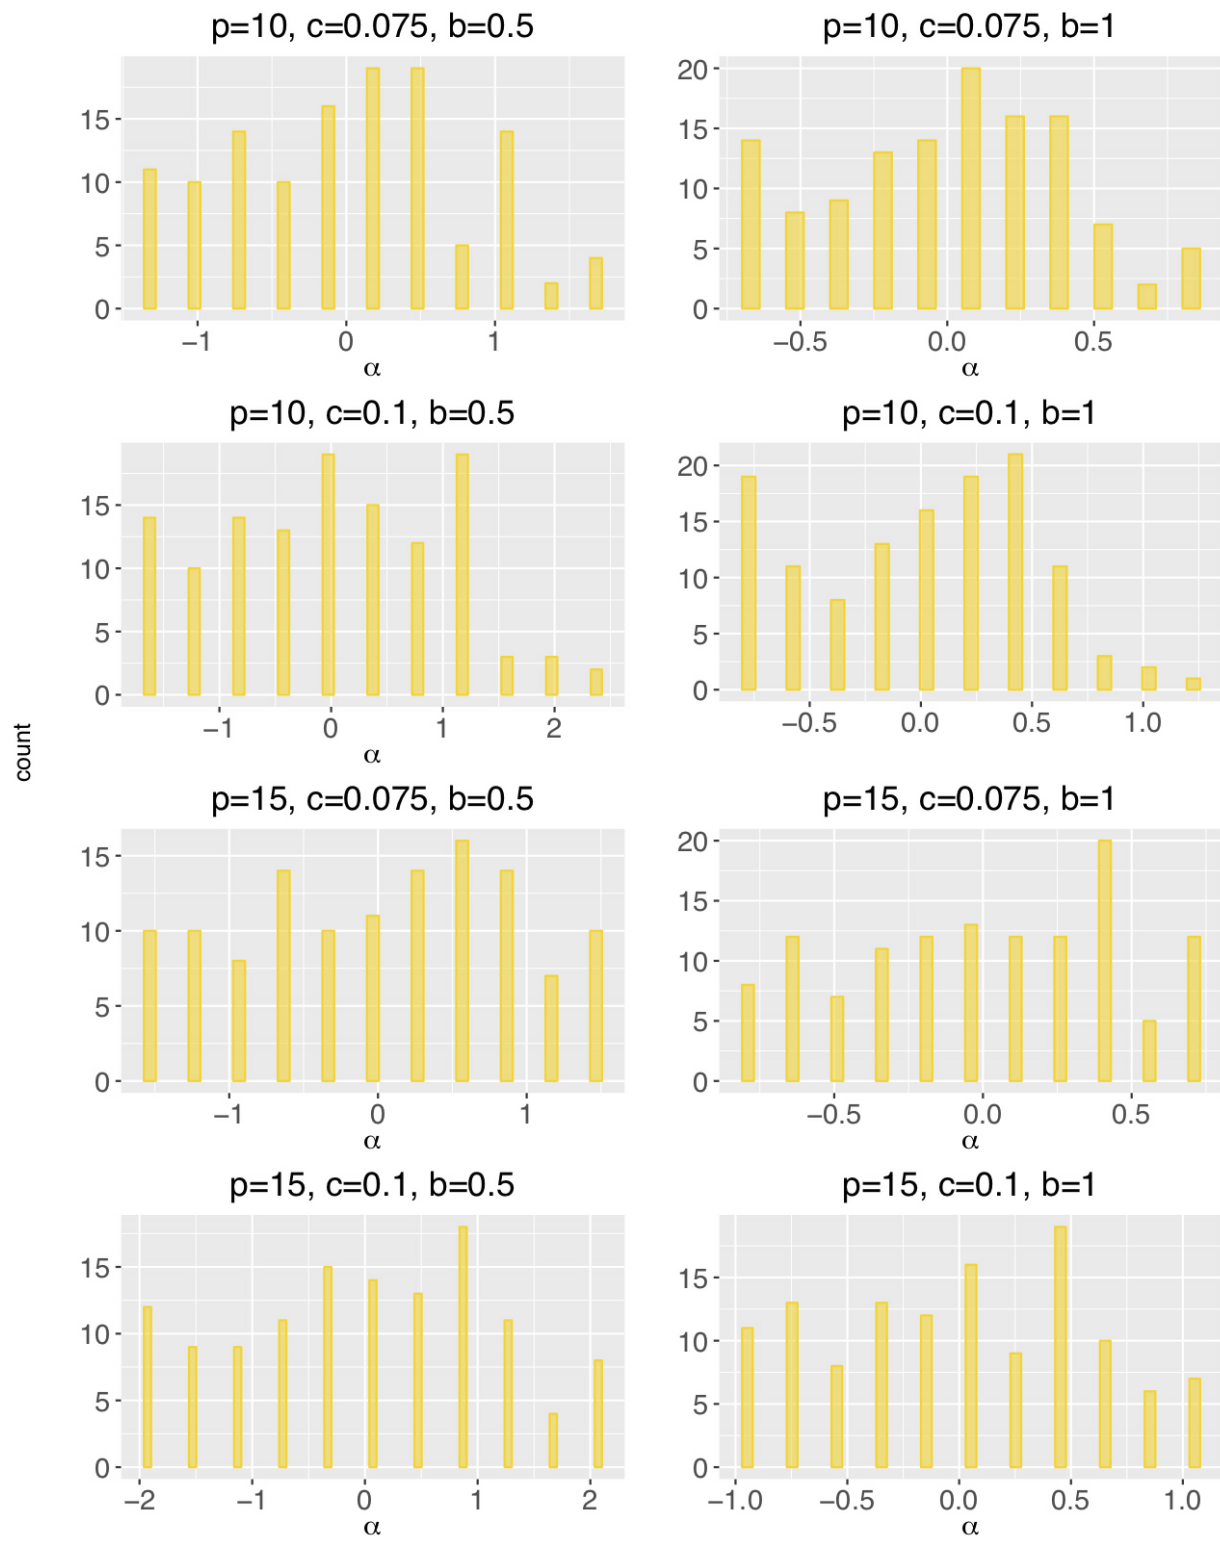 p=10, c=0.075, b=0.5
15
10
5
0
−1 0 1
α
p=10, c=0.075, b=1
20
15
10
5
0
−0.5 0.0 0.5
α
p=10, c=0.1, b=0.5
15
10
5
0
−1 0 1 2
α
p=10, c=0.1, b=1
20
15
10
5
0
−0.5 0.0 0.5 1.0
count
p=15, c=0.075, b=0.5
15
10
5
0
−1 0 1
α
p=15, c=0.075, b=1
20
15
10
5
0
−0.5 0.0 0.5
α
p=15, c=0.1, b=0.5
15
10
5
0
−2 −1 0 1 2
α
p=15, c=0.1, b=1
15
10
5
0
−1.0 −0.5 0.0 0.5 1.0
α